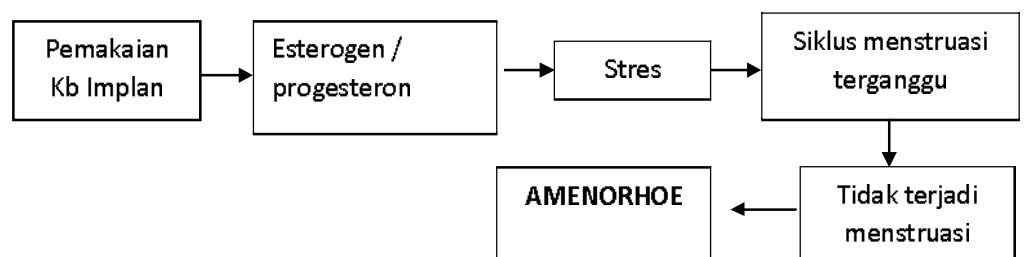 Pemakaian
Kb Implan
Esterogen /
progesteron
Stres
Siklus menstruasi
terganggu
Tidak terjadi
menstruasi
AMENORHOE